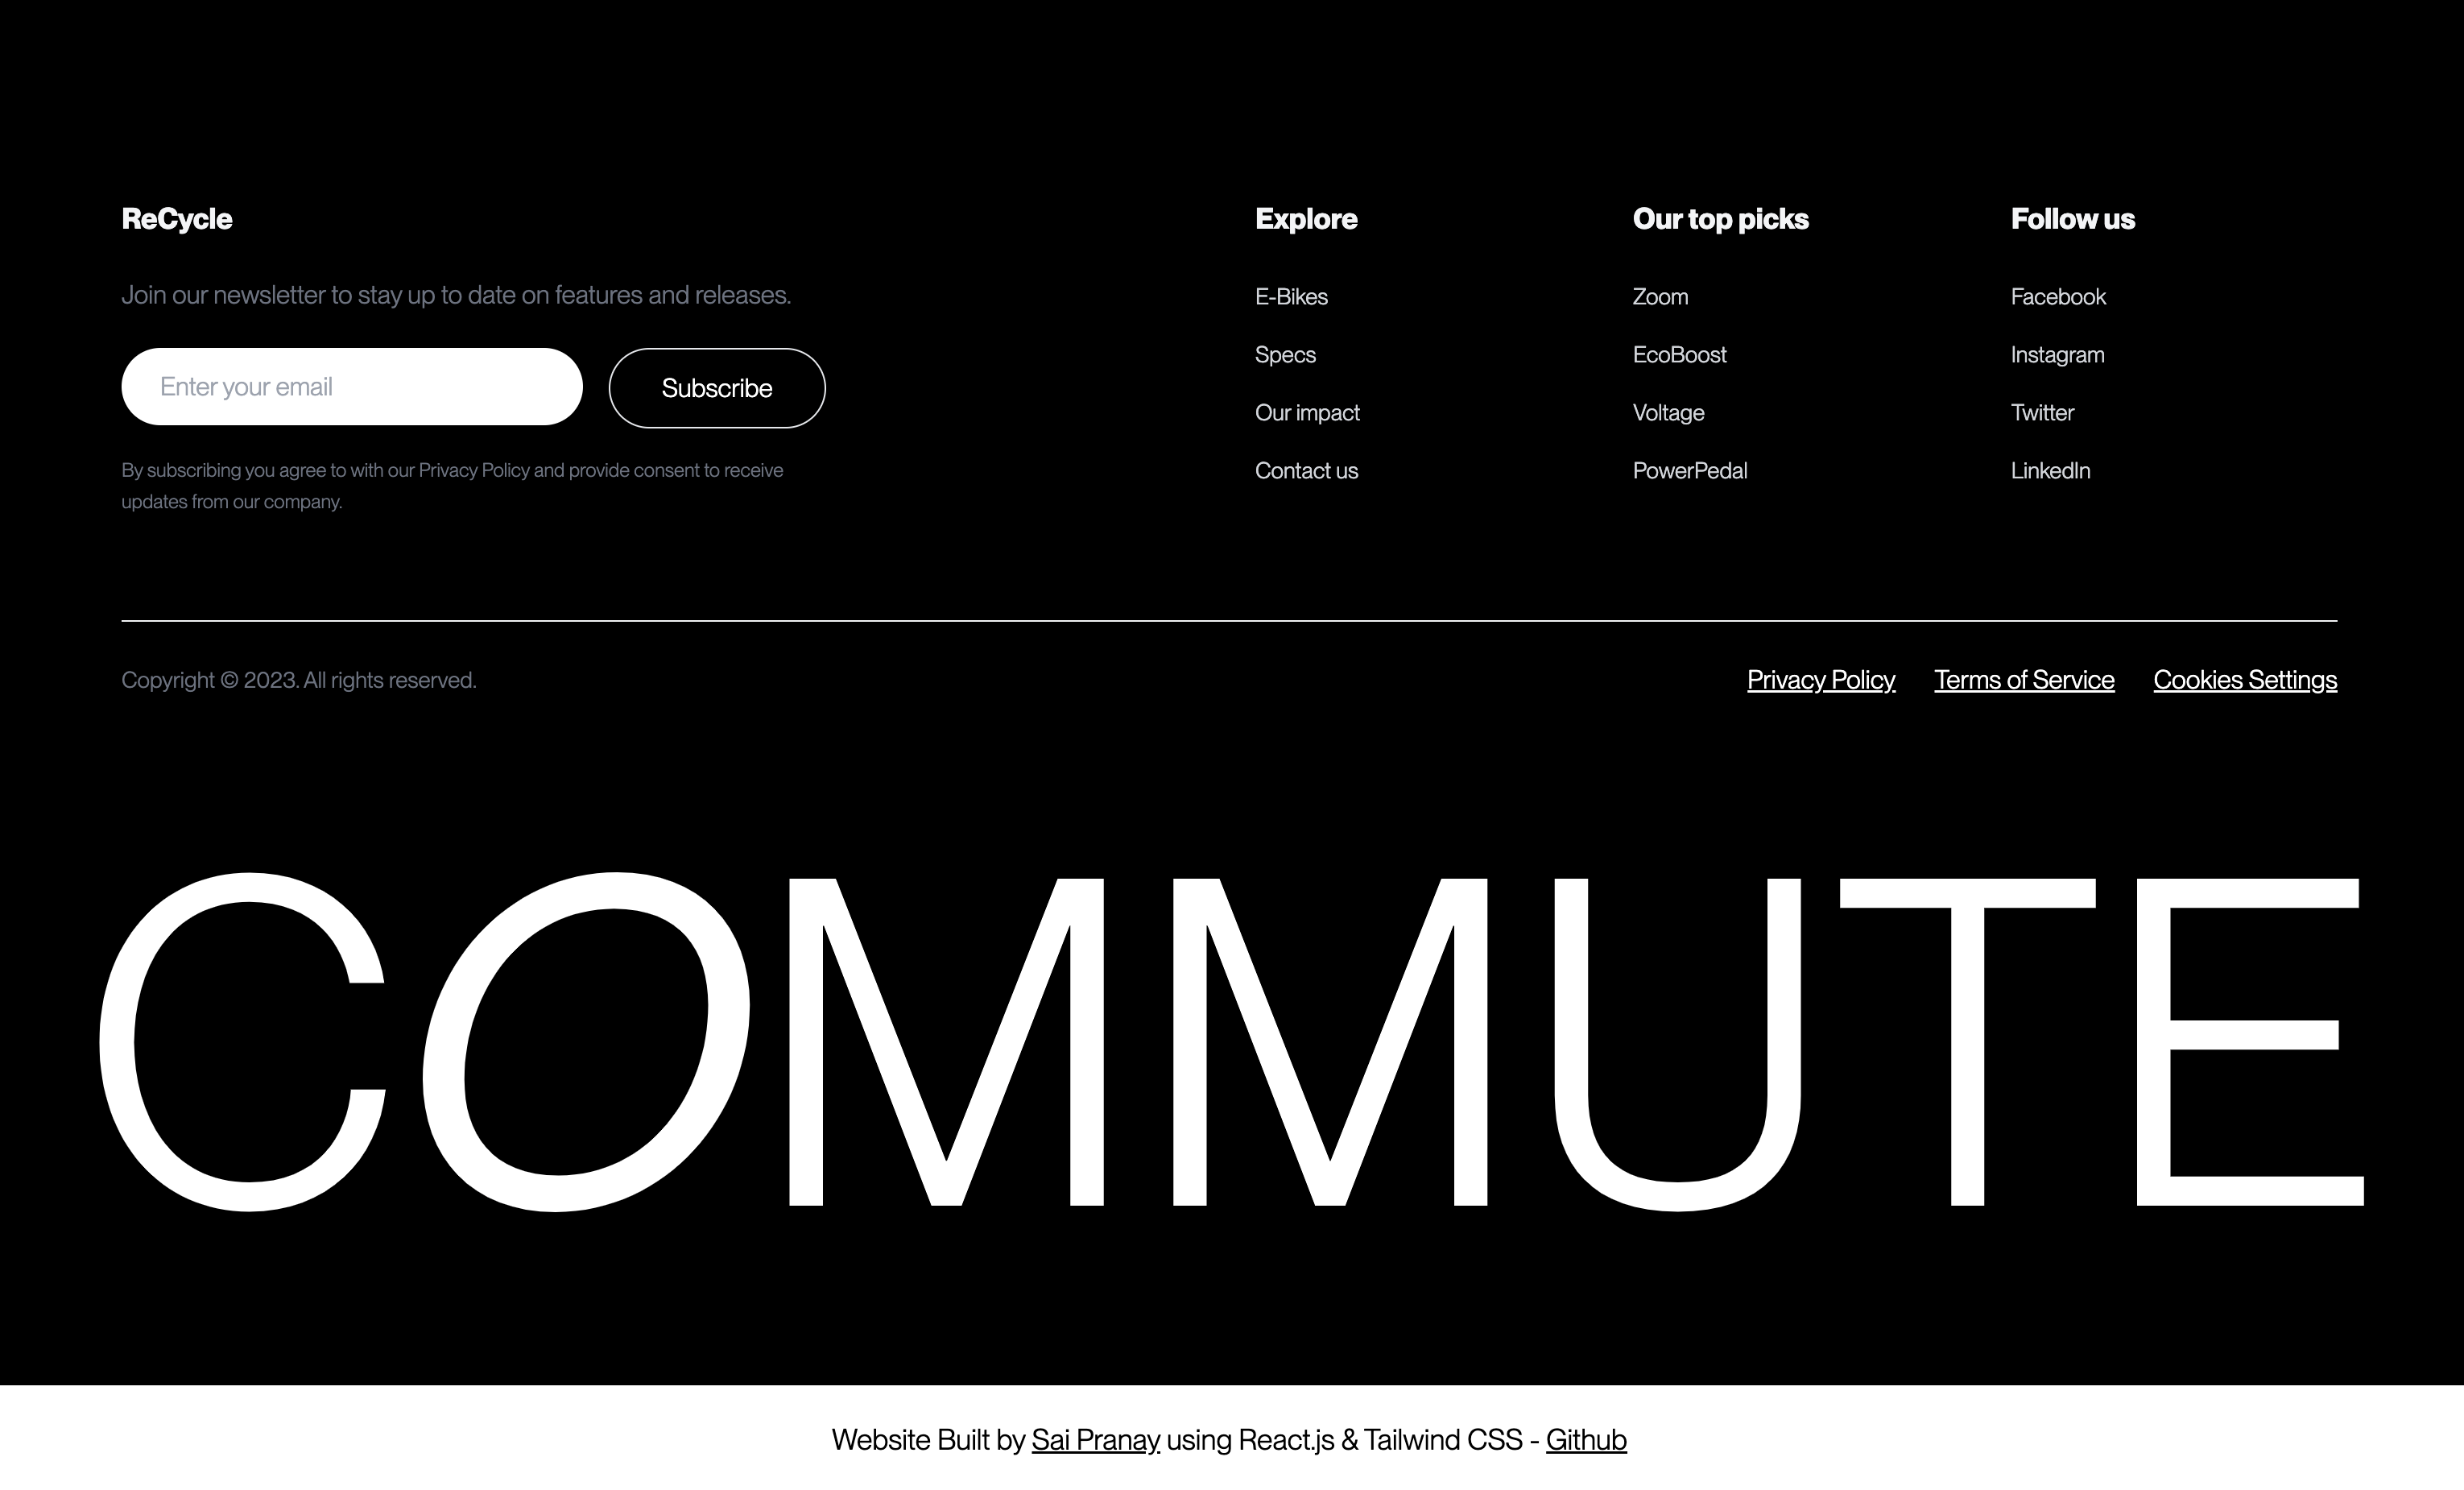 ReCycle
Join our newsletter to stay up to date on features and releases.
Enter your email
Subscribe
By subscribing you agree to with our Privacy Policy and provide consent to receive
updates from our company.
Explore
E-Bikes
Specs
Our impact
Contact us
Our top picks
Zoom
EcoBoost
Voltage
PowerPedal
Follow us
Facebook
Instagram
Twitter
LinkedIn
Copyright © 2023. All rights reserved.
Privacy Policy
Terms of Service
Cookies Settings
COMMUTE
Website Built by Sai Pranay using React.js & Tailwind CSS - Github